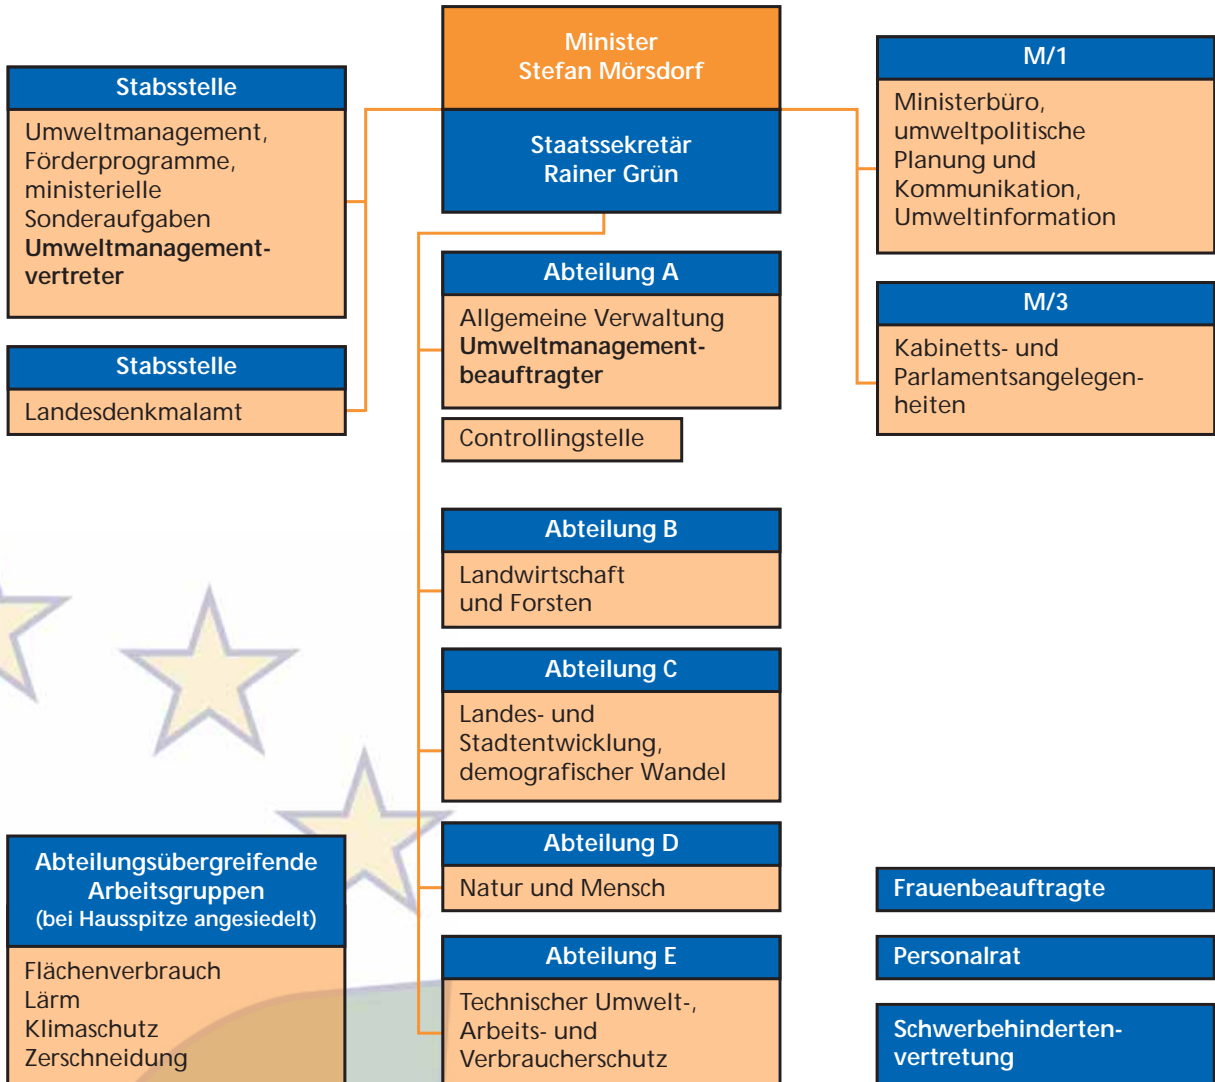 Minister
Stefan Mörsdorf
Staatssekretär
Rainer Grün
Stabsstelle
Umweltmanagement,
Förderprogramme,
ministerielle
Sonderaufgaben
Umweltmanagement-
vertreter
Stabsstelle
Landesdenkmalamt
M/1
Ministerbüro,
umweltpolitische
Planung und
Kommunikation,
Umweltinformation
M/3
Kabinetts- und
Parlamentsangelegen-
heiten
Abteilung A
Allgemeine Verwaltung
Umweltmanagement-
beauftragter
Controllingstelle
Abteilung B
Landwirtschaft
und Forsten
Abteilung C
Landes- und
Stadtentwicklung,
demografischer Wandel
Abteilung D
Natur und Mensch
Abteilung E
Technischer Umwelt-,
Arbeits- und
Verbraucherschutz
Abteilungsübergreifende
Arbeitsgruppen
(bei Hausspitze angesiedelt)
Flächenverbrauch
Lärm
Klimaschutz
Zerschneidung
Frauenbeauftragte
Personalrat
Schwerbehinderten-
vertretung